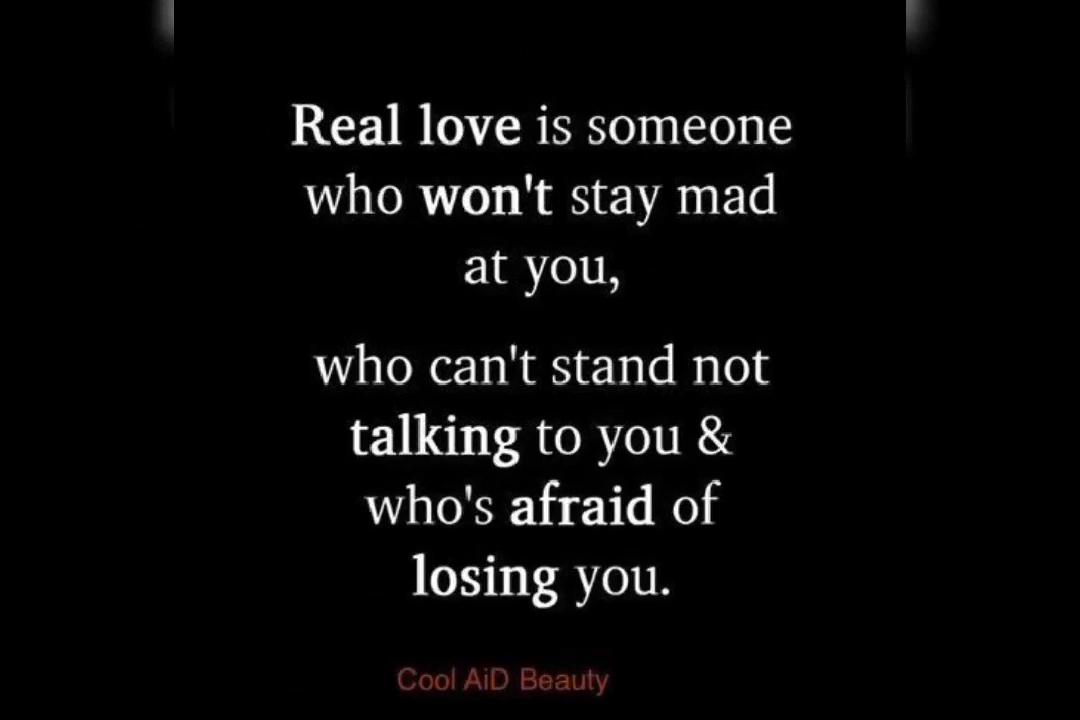 Real love is someone
who won't stay mad
at you,
who can't stand not
talking to you &
who's afraid of
losing you.
Cool AiD Beauty